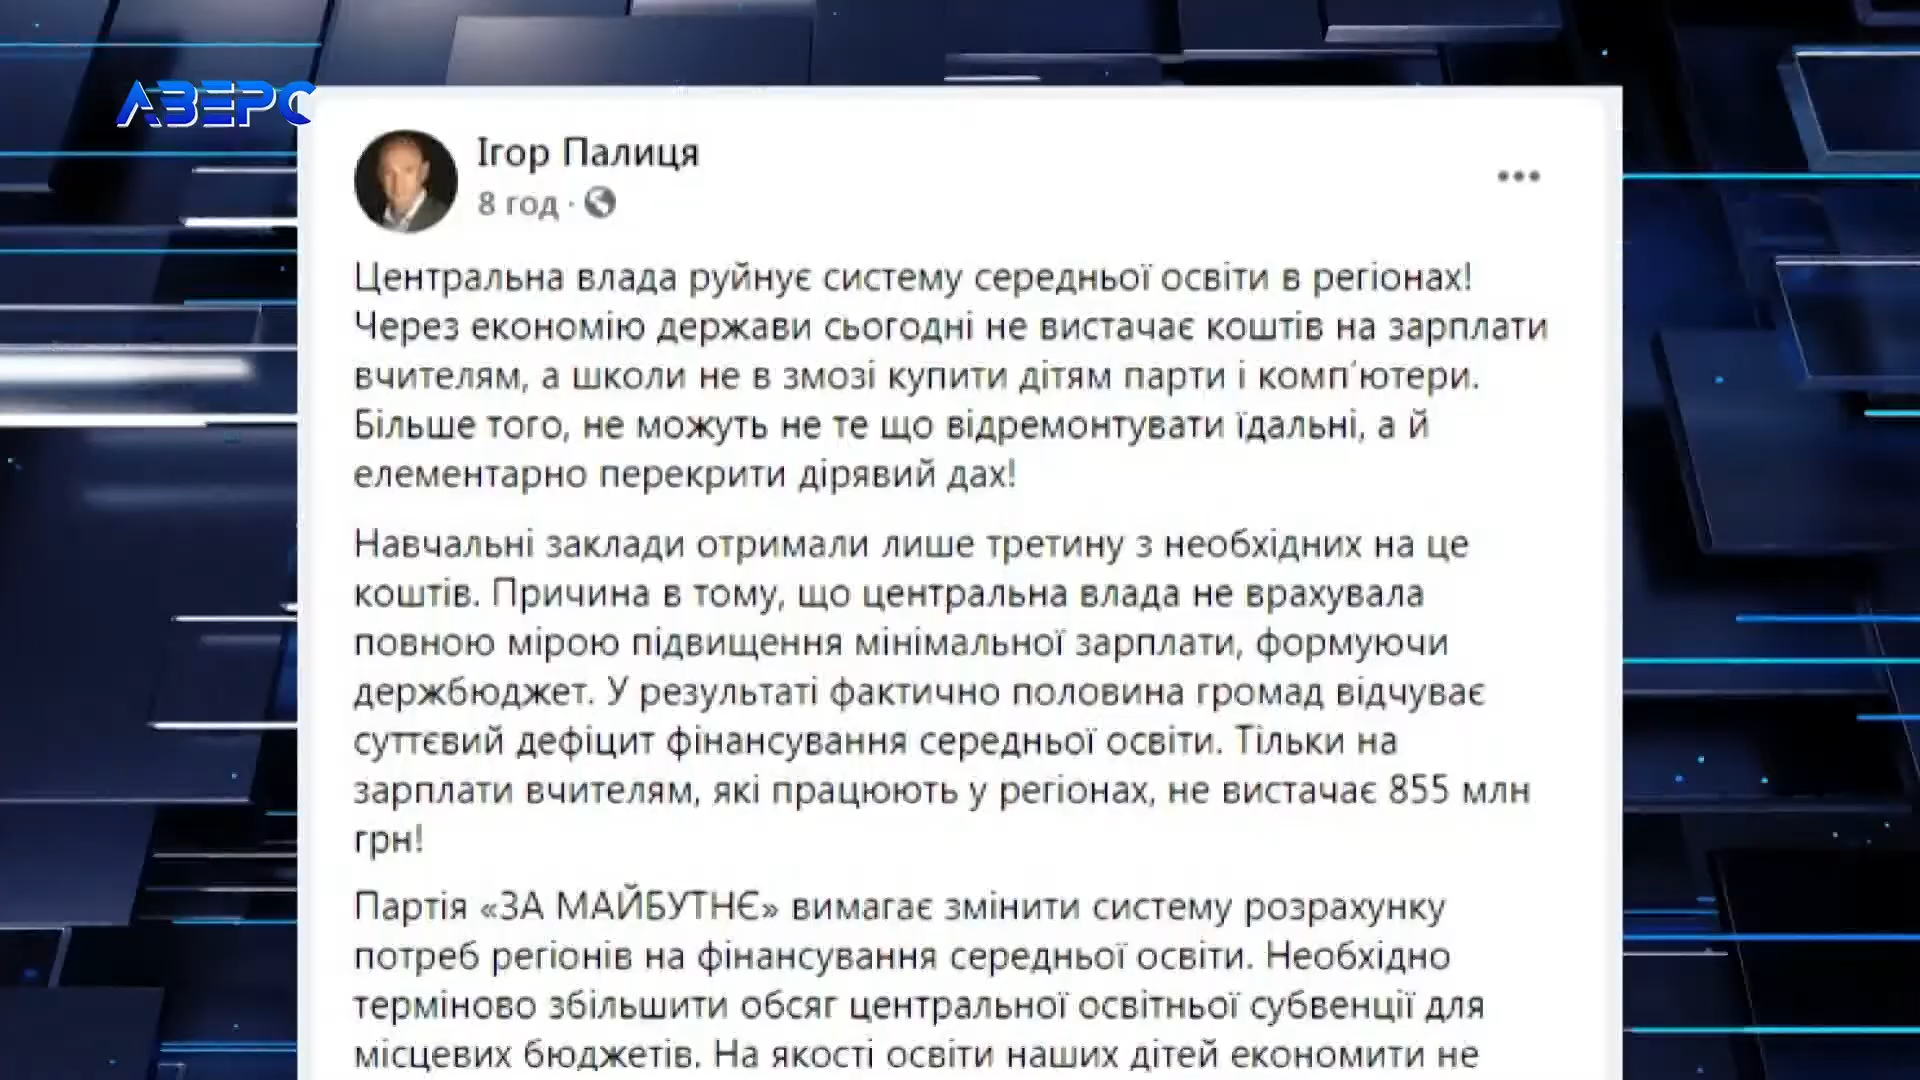 АВЕРС
Ігор Палиця
8 год ·
Центральна влада руйнує систему середньої освіти в регіонах!
Через економію держави сьогодні не вистачає коштів на зарплати
вчителям, а школи не в змозі купити дітям парти і комп'ютери.
Більше того, не можуть не те що відремонтувати їдальні, а й
елементарно перекрити дірявий дах!
Навчальні заклади отримали лише третину з необхідних на це
коштів. Причина в тому, що центральна влада не врахувала
повною мірою підвищення мінімальної зарплати, формуючи
держбюджет. У результаті фактично половина громад відчуває
суттєвий дефіцит фінансування середньої освіти. Тільки на
зарплати вчителям, які працюють у регіонах, не вистачає 855 млн
грн!
Партія «ЗА МАЙБУТНЄ» вимагає змінити систему розрахунку
потреб регіонів на фінансування середньої освіти. Необхідно
терміново збільшити обсяг центральної освітньої субвенції для
місцевих бюджетів. На якості освіти наших дітей економити не